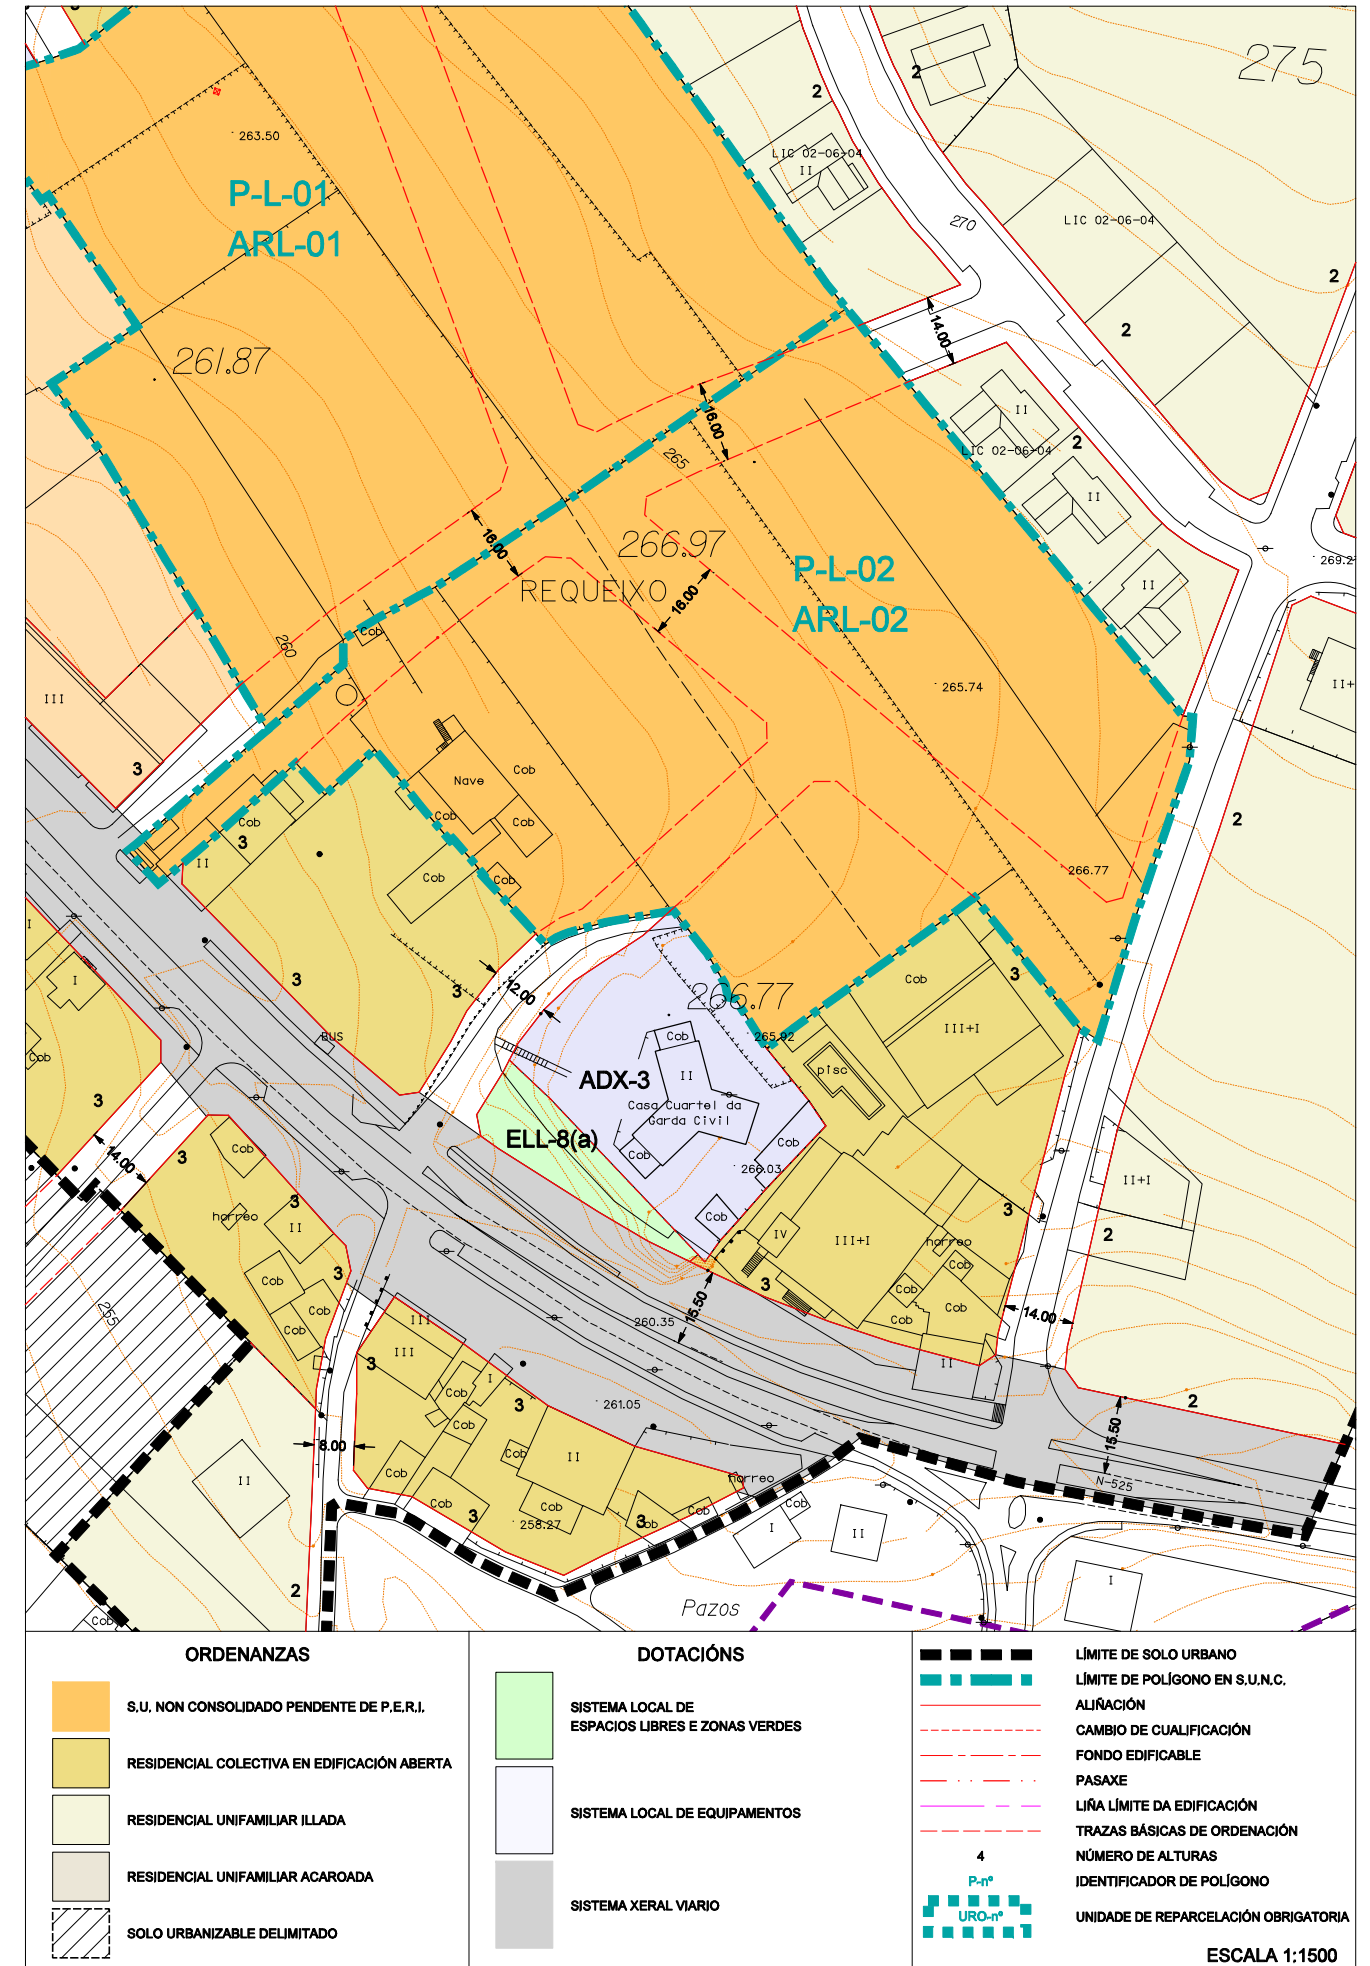 3
3
275
2
2
263.50
LIC 02-06-04
II
P-L-01
ARL-01
270
LIC 02-06-04
2
2
14.00
261.87
16.00
II
2
LIC 02-06-04
265
II
16.00
266.97
REQUEIXO
16.00
P-L-02
ARL-02
269.2
II
260
Cob
III
265.74
II+
3
Nave
Cob
Cob
Cob
Cob
3
II
2
Cob
Cob
266.77
I
I
3
3
12.00
266.77
Cob
3
III+I
BUS
265.92
Cob
Cob
ADX-3
II
pisc
Casa Cuartel da
Garda Civil
3
ELL-8(a)
Cob
Cob
266.03
14.00
3
Cob
II+I
horreo
3
II
Cob
3
IV
III+I
horreo
2
Cob
3
Cob
3
Cob
Cob
Cob
Cob
255
Cob
15.50
260.35
14.00
III
III
3
II
I
Cob
3
261.05
2
Cob
8.00
Cob
II
15.50
II
Cob
horreo
N-525
Cob
Cob
Cob
Cob
Cob
3
258.27
3
I
II
2
Pazos
I
Cob
ORDENANZAS
S.U. NON CONSOLIDADO PENDENTE DE P.E.R.I.
RESIDENCIAL COLECTIVA EN EDIFICACIÓN ABERTA
RESIDENCIAL UNIFAMILIAR ILLADA
RESIDENCIAL UNIFAMILIAR ACAROADA
SOLO URBANIZABLE DELIMITADO
DOTACIÓNS
SISTEMA LOCAL DE
ESPACIOS LIBRES E ZONAS VERDES
SISTEMA LOCAL DE EQUIPAMENTOS
SISTEMA XERAL VIARIO
LÍMITE DE SOLO URBANO
LÍMITE DE POLÍGONO EN S.U.N.C.
ALIÑACIÓN
CAMBIO DE CUALIFICACIÓN
FONDO EDIFICABLE
PASAXE
LIÑA LÍMITE DA EDIFICACIÓN
TRAZAS BÁSICAS DE ORDENACIÓN
4 NÚMERO DE ALTURAS
P-nº IDENTIFICADOR DE POLÍGONO
URO-nº UNIDADE DE REPARCELACIÓN OBRIGATORIA
ESCALA 1:1500